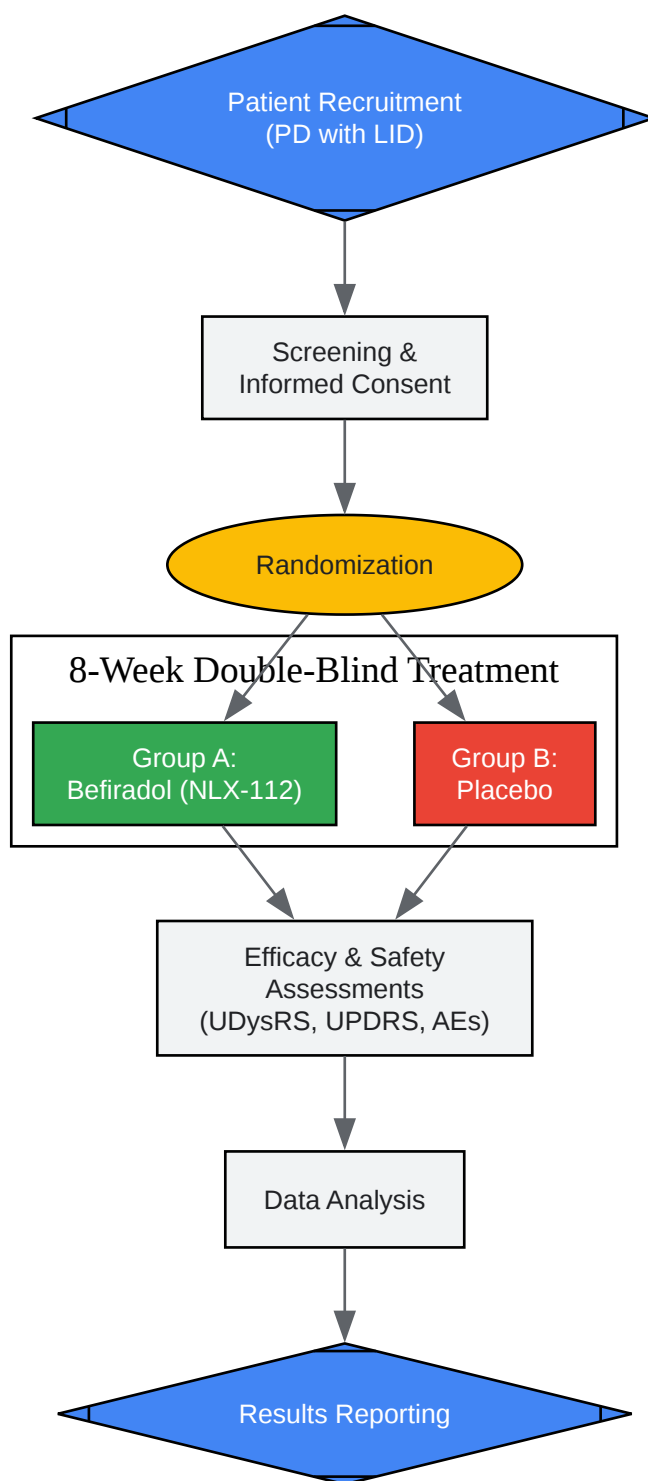 Patient Recruitment
(PD with LID)
Screening &
Informed Consent
Randomization
8-Week Double-Blind Treatment
Group A:
Befiradol (NLX-112)
Group B:
Placebo
Efficacy & Safety
Assessments
(UDysRS, UPDRS, AEs)
Data Analysis
Results Reporting